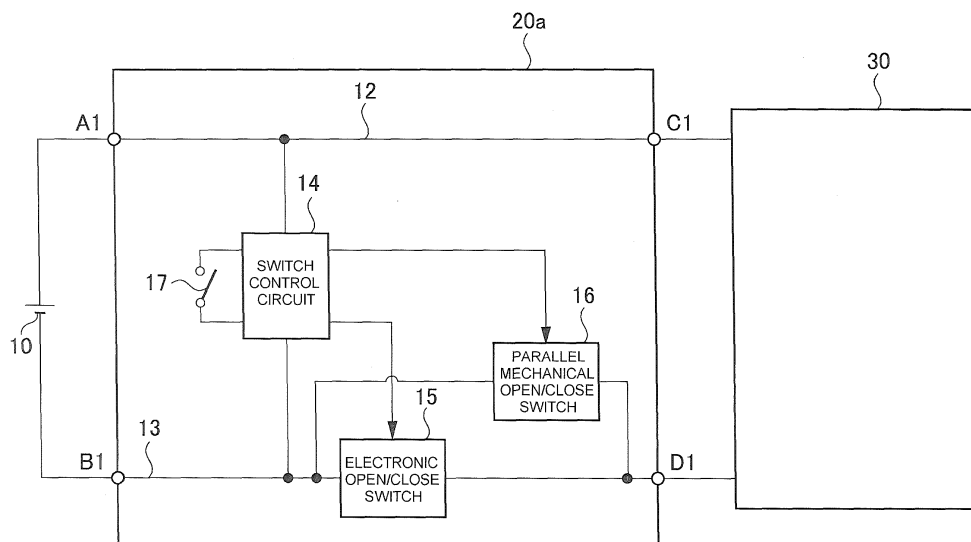 20a
30
A1
12
C1
14
SWITCH
CONTROL
CIRCUIT
17
10
16
PARALLEL
MECHANICAL
OPEN/CLOSE
SWITCH
15
13
B1
ELECTRONIC
OPEN/CLOSE
SWITCH
D1